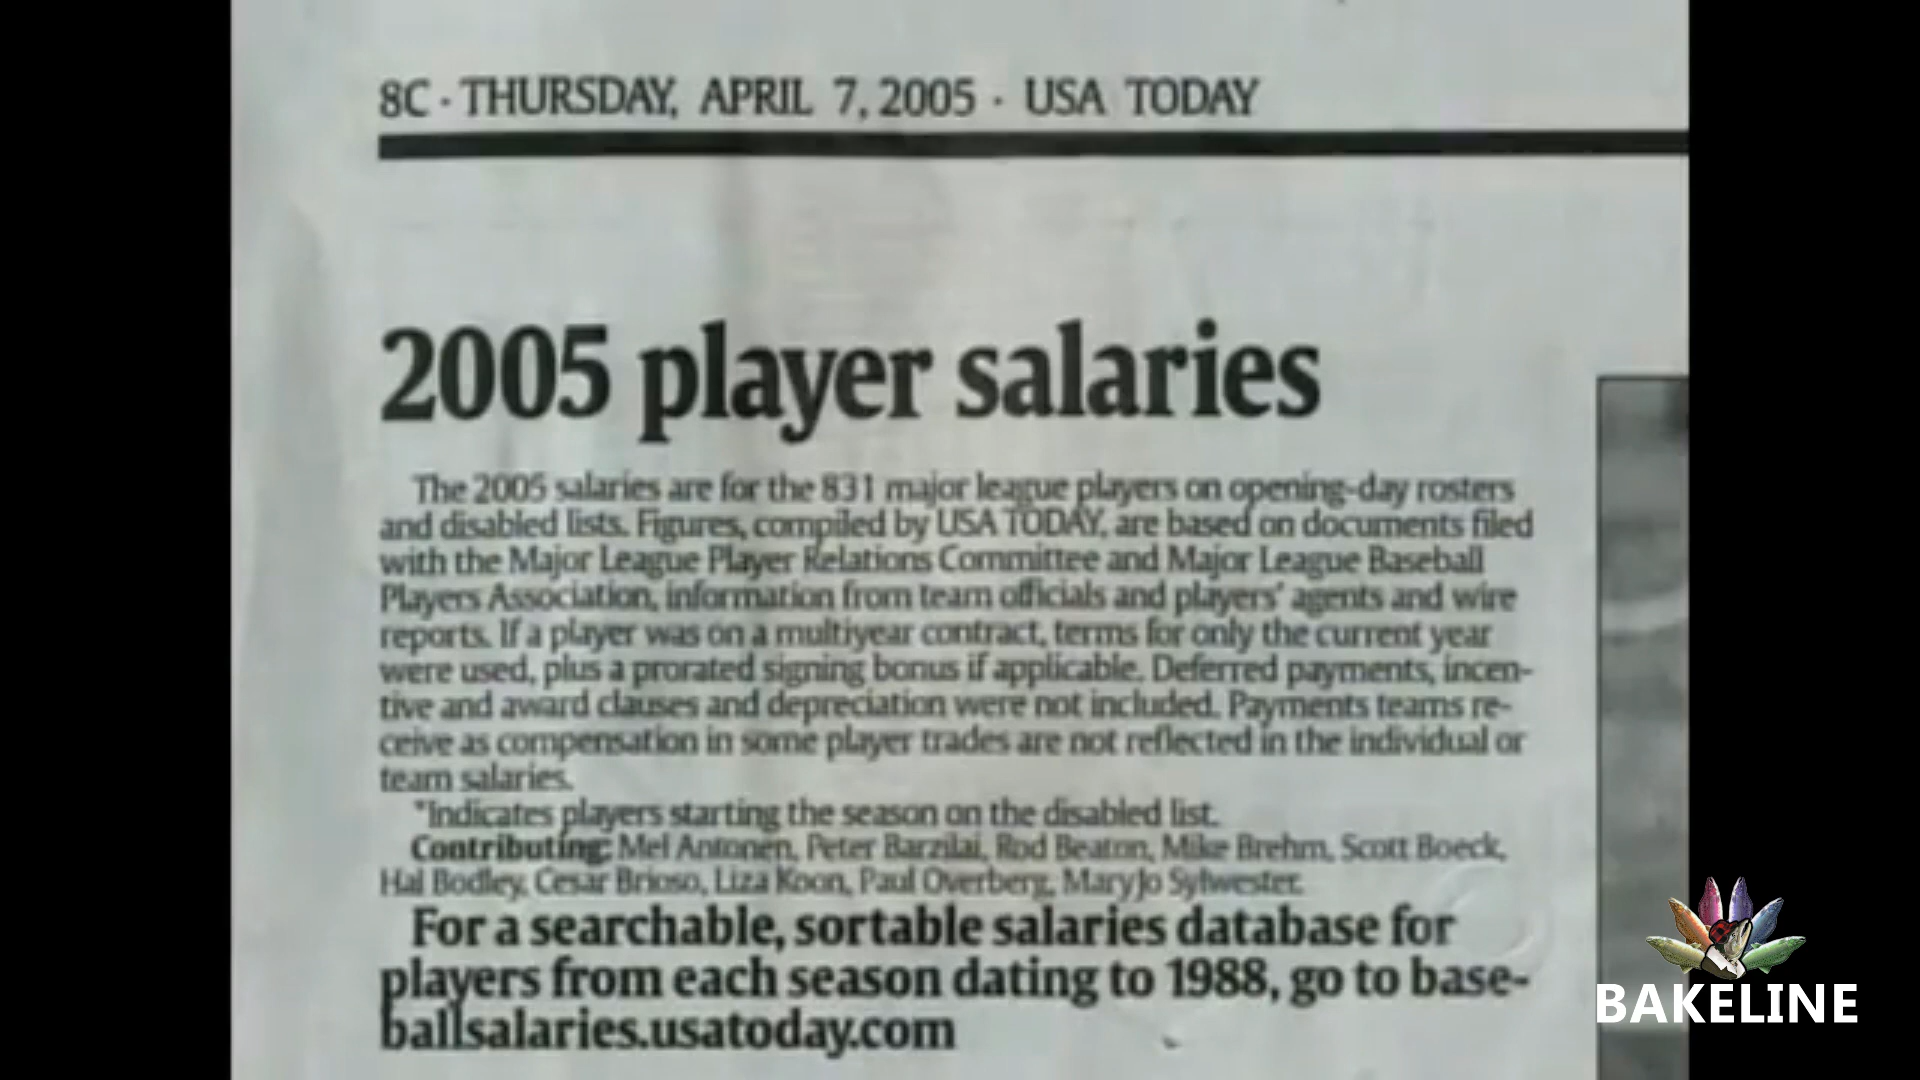 8C · THURSDAY, APRIL 7, 2005 · USA TODAY
2005 player salaries
The 2005 salaries are for the 831 major league players on opening-day rosters
and disabled lists. Figures, compiled by USA TODAY, are based on documents filed
with the Major League Player Relations Committee and Major League Baseball
Players Association, information from team officials and players' agents and wire
reports. If a player was on a multiyear contract, terms for only the current year
were used, plus a prorated signing bonus if applicable. Deferred payments, incen-
tive and award clauses and depreciation were not included. Payments teams re-
ceive as compensation in some player trades are not reflected in the individual or
team salaries.
*Indicates players starting the season on the disabled list.
Contributing: Mel Antonen, Peter Barzilai, Rod Beaton, Mike Brehm, Scott Boeck,
Hal Bodley, Cesar Brioso, Liza Koon, Paul Overberg, MaryJo Sylwester.
For a searchable, sortable salaries database for
players from each season dating to 1988, go to base-
ballsalaries.usatoday.com
BAKELINE